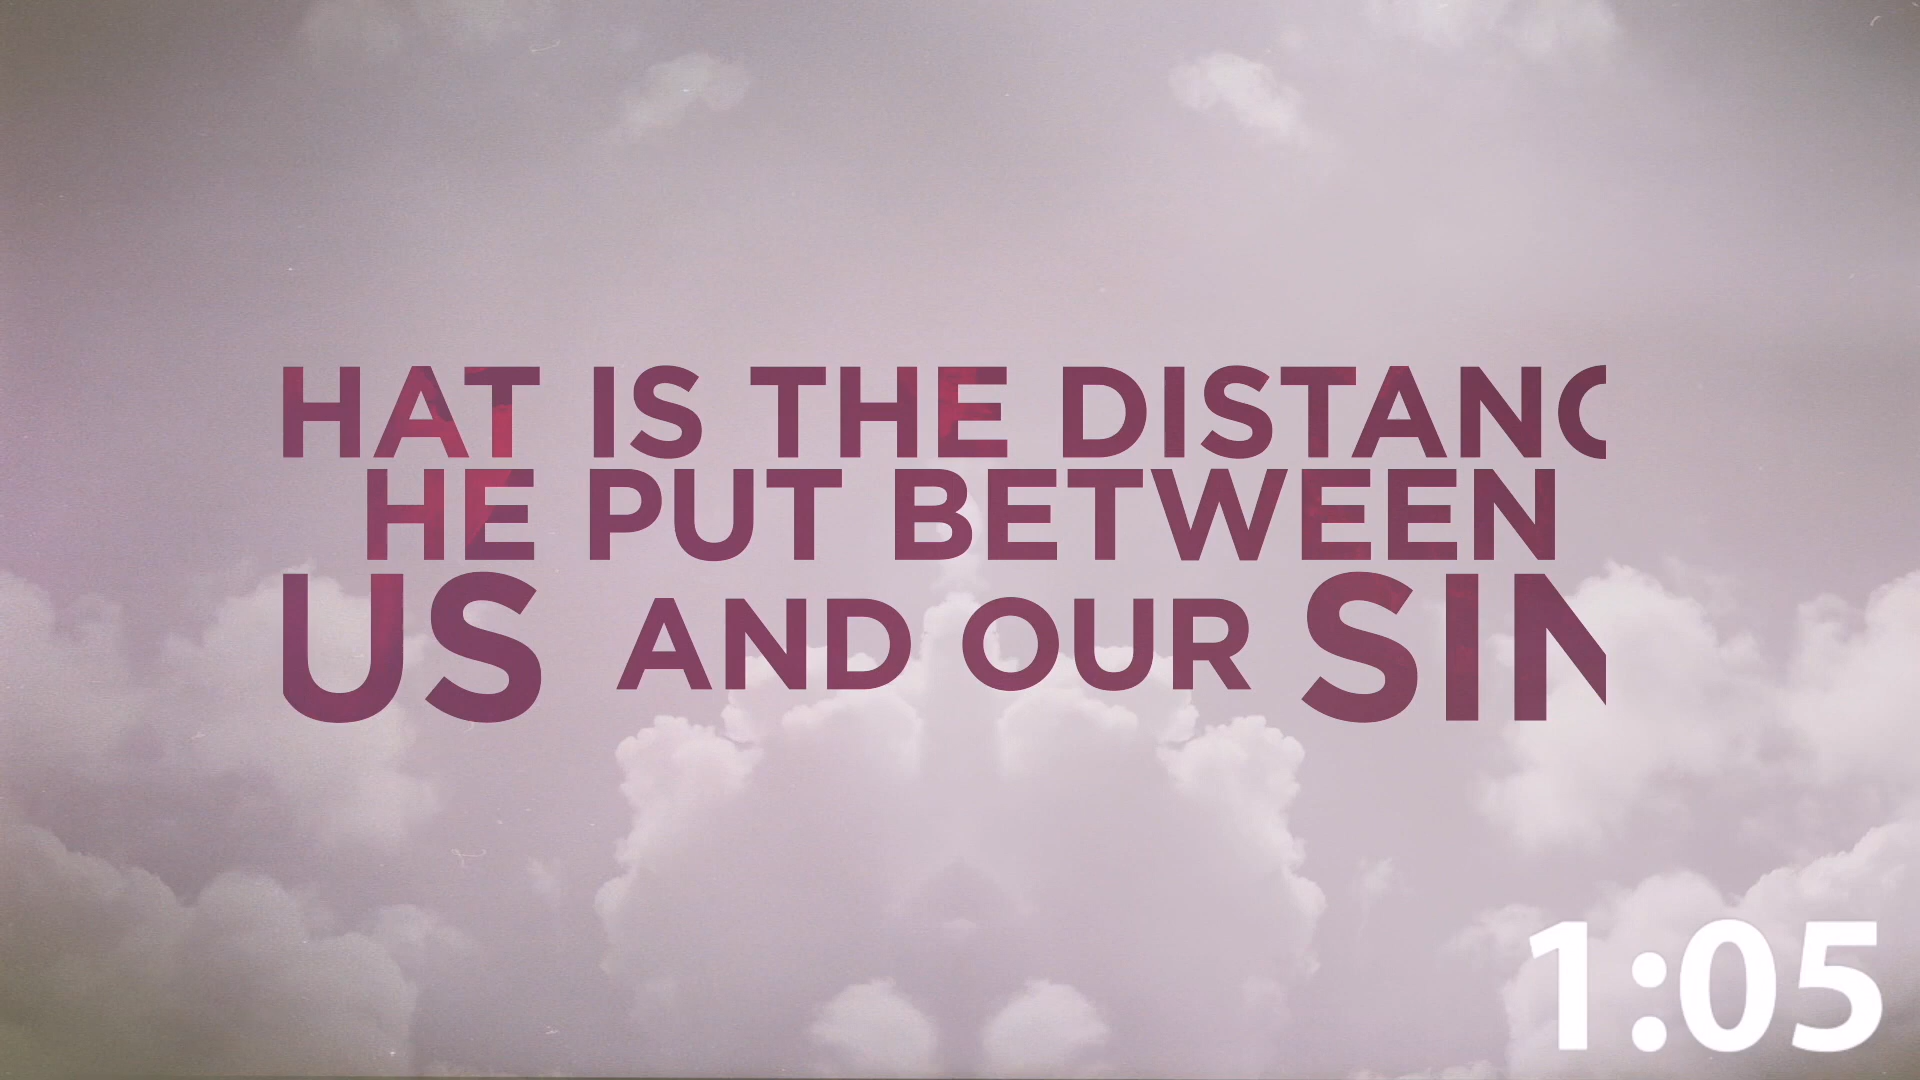 HAT IS THE DISTANC
HE PUT BETWEEN
US AND OUR SIN
1:05